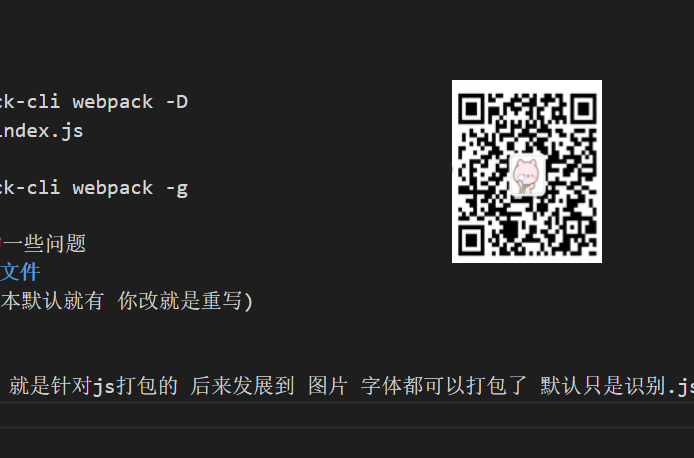 ck-cli webpack -D
index.js
ck-cli webpack -g
一些问题
文件
本默认就有 你改就是重写)
就是针对js打包的 后来发展到 图片 字体都可以打包了 默认只是识别.js